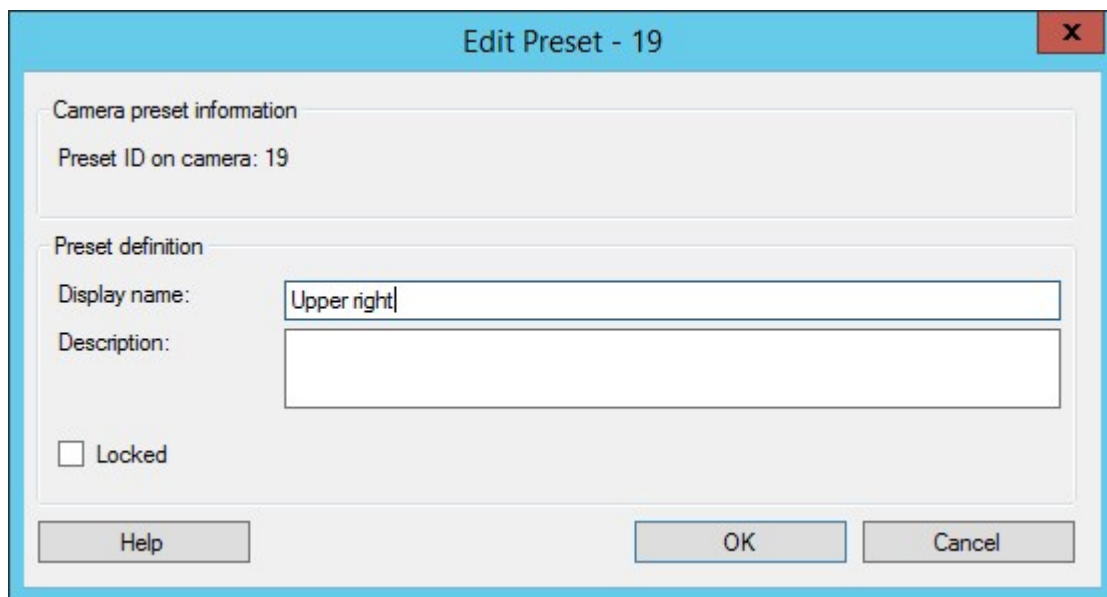 Edit Preset - 19
x
Camera preset information
Preset ID on camera: 19
Preset definition
Display name: Upper right
Description:
Locked
Help OK Cancel